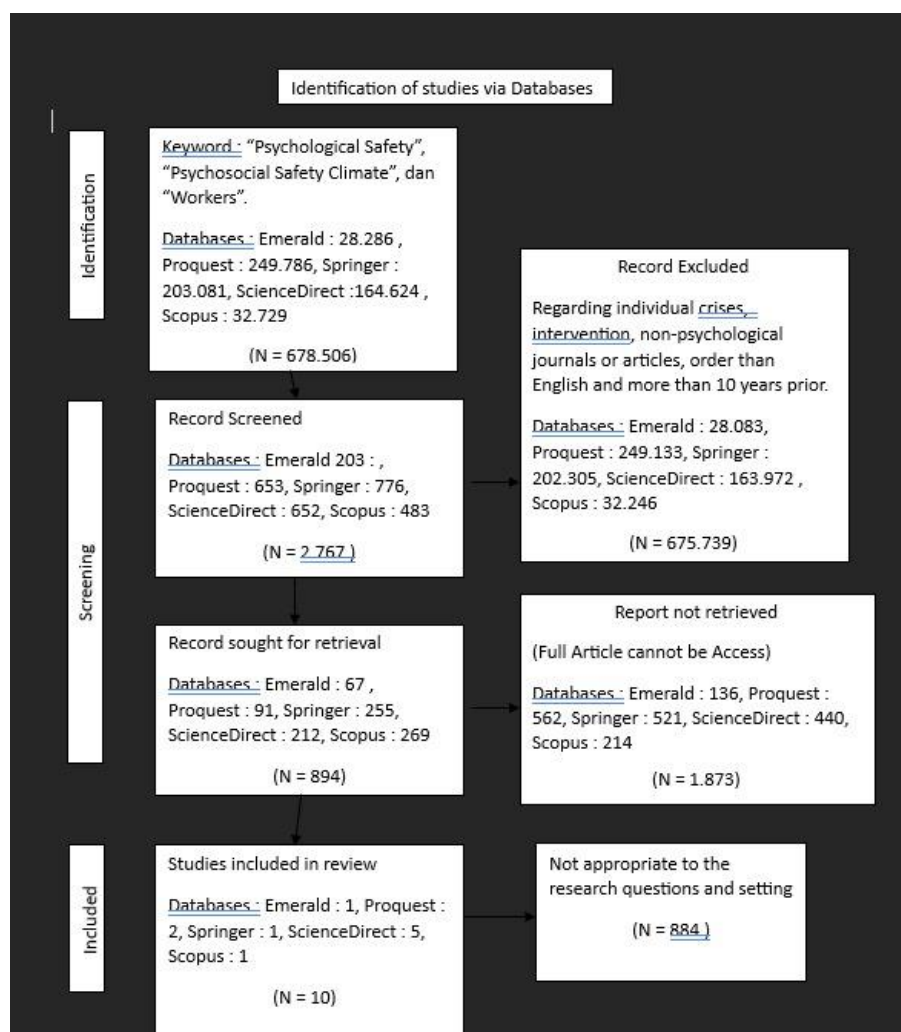 Identification of studies via Databases
Identification
Keyword : “Psychological Safety”,
“Psychosocial Safety Climate”, dan
“Workers”.
Databases : Emerald : 28.286 ,
Proquest : 249.786, Springer :
203.081, ScienceDirect :164.624 ,
Scopus : 32.729
(N = 678.506)
Record Excluded
Regarding individual crises,
intervention, non-psychological
journals or articles, order than
English and more than 10 years prior.
Databases : Emerald : 28.083,
Proquest : 249.133, Springer :
202.305, ScienceDirect : 163.972 ,
Scopus : 32.246
(N = 675.739)
Screening
Record Screened
Databases : Emerald 203 : ,
Proquest : 653, Springer : 776,
ScienceDirect : 652, Scopus : 483
(N = 2.767 )
Record sought for retrieval
Databases : Emerald : 67 ,
Proquest : 91, Springer : 255,
ScienceDirect : 212, Scopus : 269
(N = 894)
Report not retrieved
(Full Article cannot be Access)
Databases : Emerald : 136, Proquest :
562, Springer : 521, ScienceDirect : 440,
Scopus : 214
(N = 1.873)
Included
Studies included in review
Databases : Emerald : 1, Proquest :
2, Springer : 1, ScienceDirect : 5,
Scopus : 1
(N = 10)
Not appropriate to the
research questions and setting
(N = 884 )